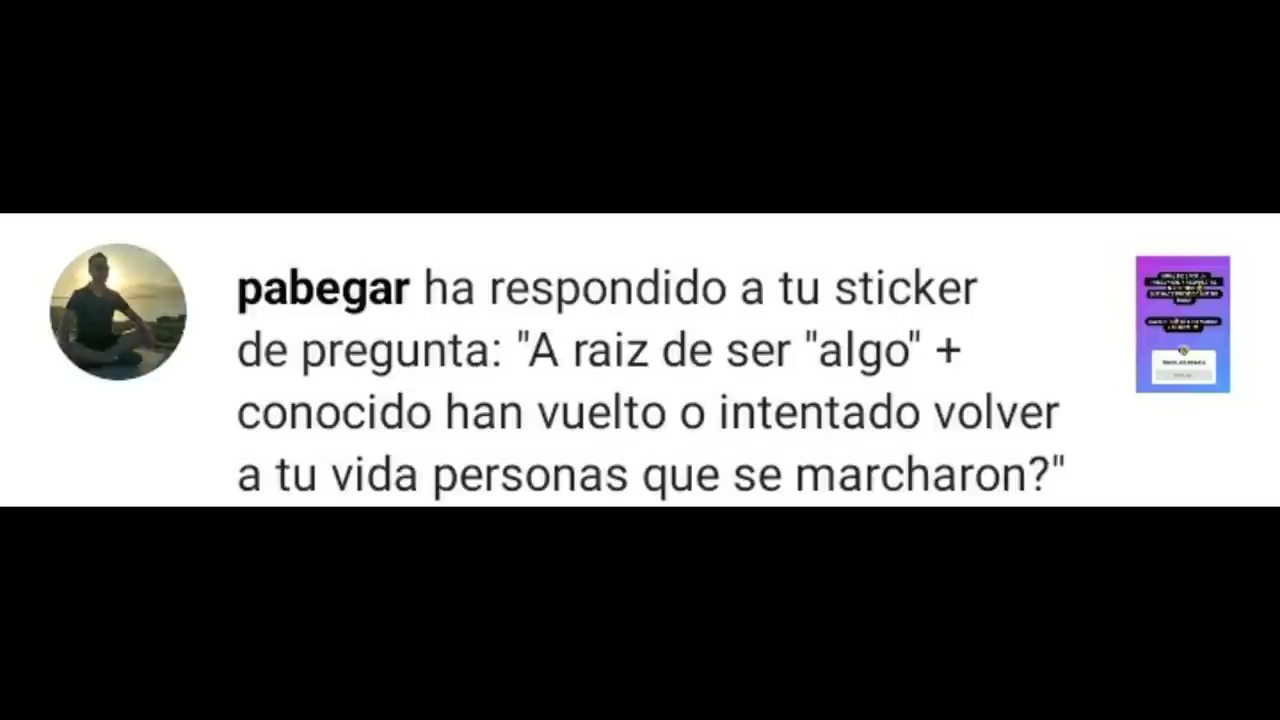 pabegar ha respondido a tu sticker
de pregunta: "A raiz de ser "algo" +
conocido han vuelto o intentado volver
a tu vida personas que se marcharon?"